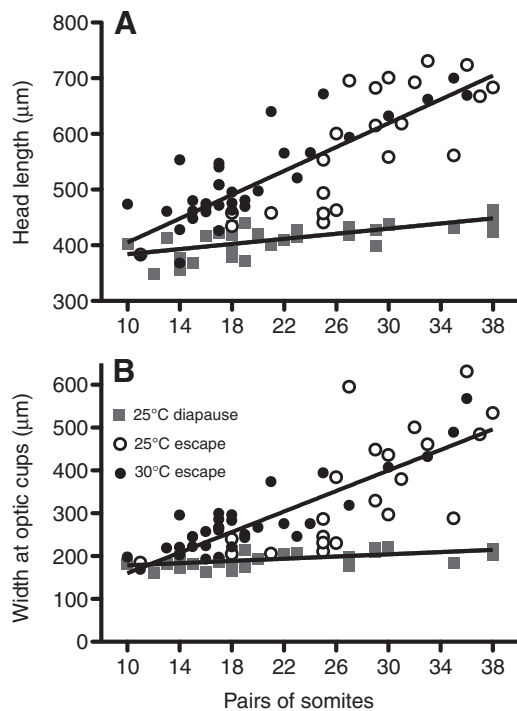 A
800
700
600
500
400
300
Head length (μm)
10 14 18 22 26 30 34 38
B
600
500
400
300
200
100
0
Width at optic cups (μm)
25°C diapause
25°C escape
30°C escape
10 14 18 22 26 30 34 38
Pairs of somites